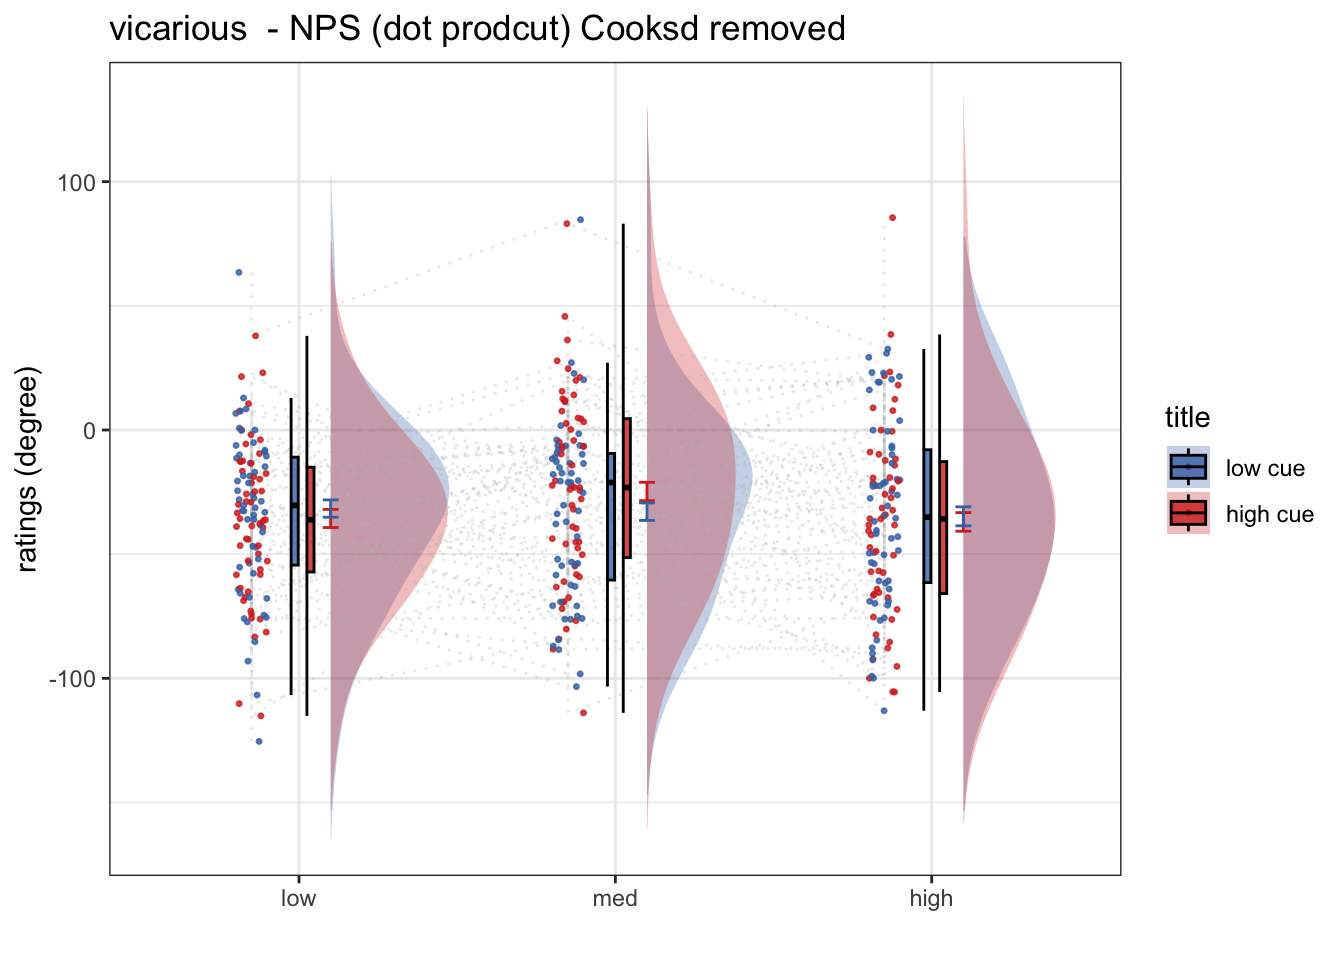 vicarious  - NPS (dot prodcut) Cooksd removed
ratings (degree)
100
0
-100
low
med
high
title
low cue
high cue